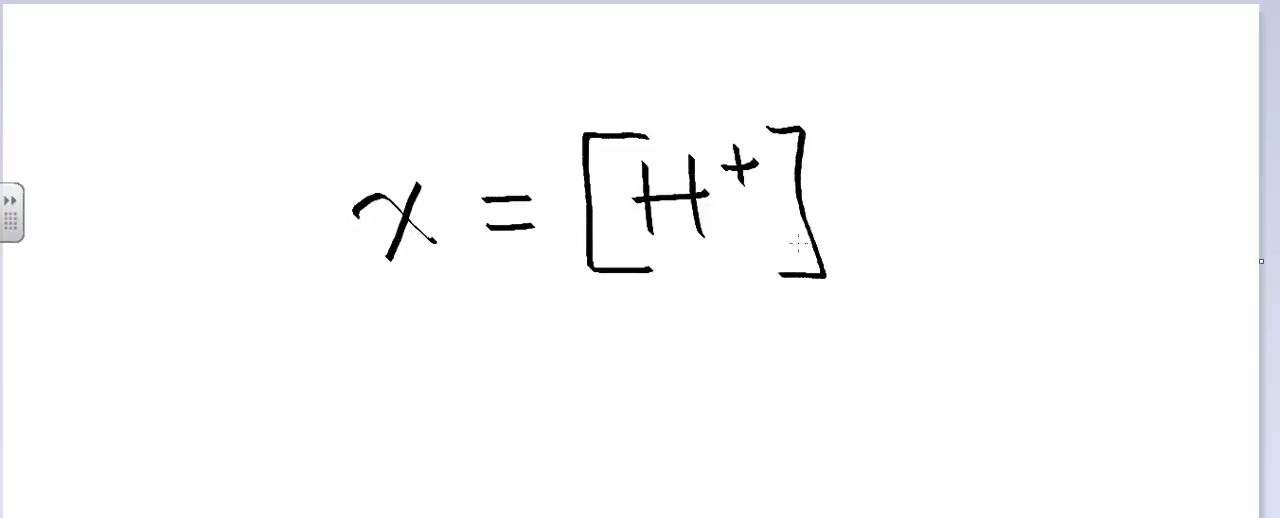 x = [H⁺]